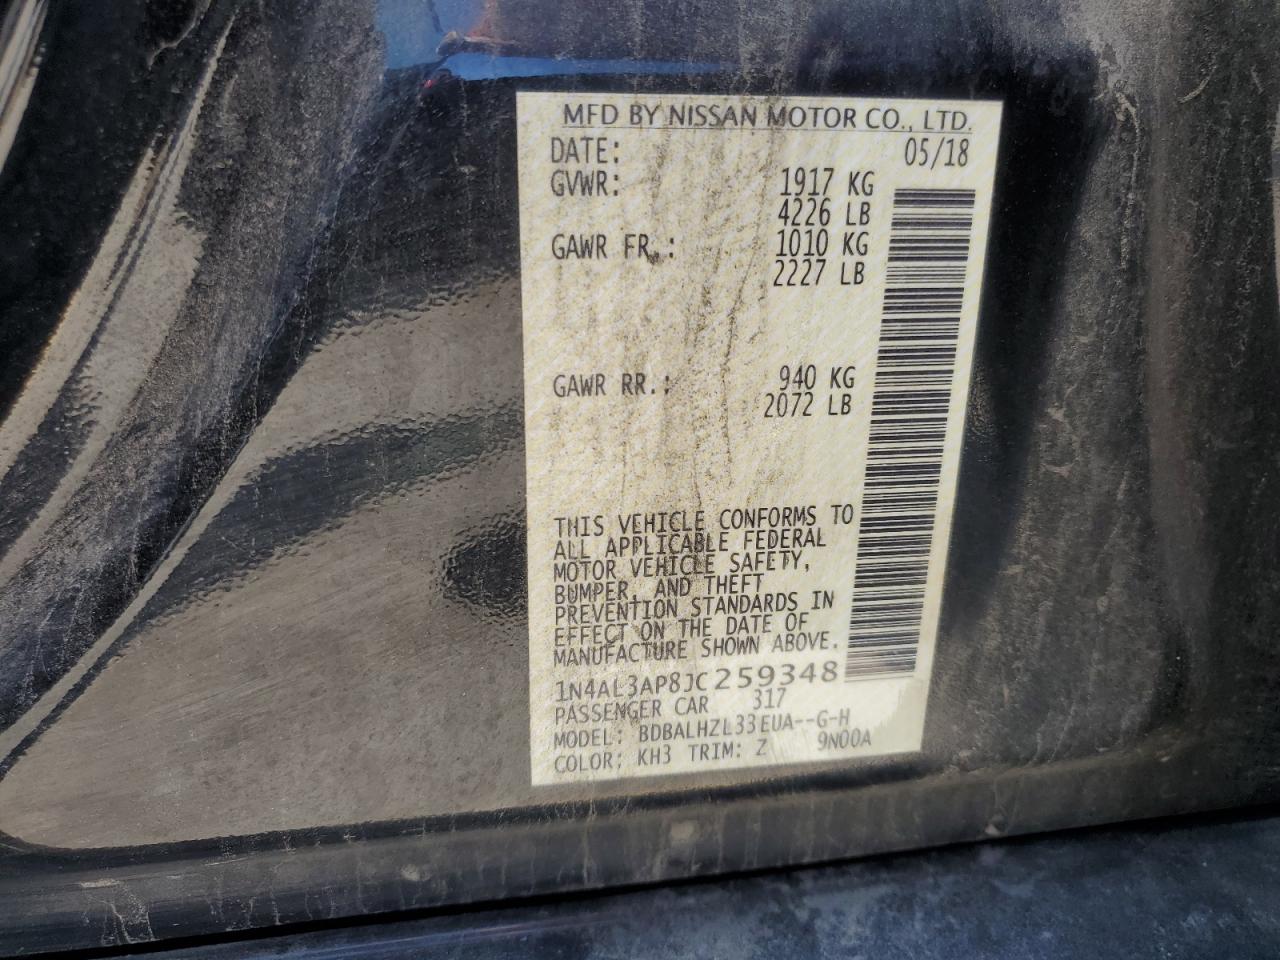 MFD BY NISSAN MOTOR CO., LTD.
DATE: 05/18
GVWR: 1917 KG
4226 LB
GAWR FR.: 1010 KG
2227 LB
GAWR RR.: 940 KG
2072 LB
THIS VEHICLE CONFORMS TO
ALL APPLICABLE FEDERAL
MOTOR VEHICLE SAFETY,
BUMPER, AND THEFT
PREVENTION STANDARDS IN
EFFECT ON THE DATE OF
MANUFACTURE SHOWN ABOVE.
1N4AL3AP8JC259348
PASSENGER CAR 317
MODEL: BDBALHZL33EUA--G-H
COLOR: KH3 TRIM: Z 9N00A